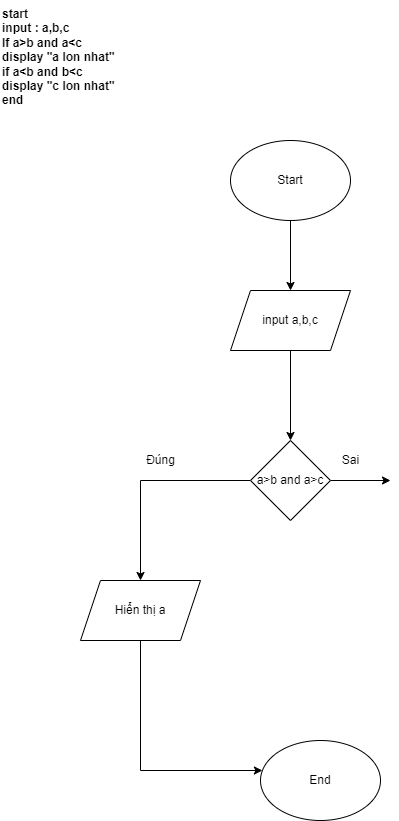 start
input : a,b,c
If a>b and a<c
display "a lon nhat"
if a<b and b<c
display "c lon nhat"
end
Start
input a,b,c
Đúng
Sai
a>b and a>c
Hiển thị a
End